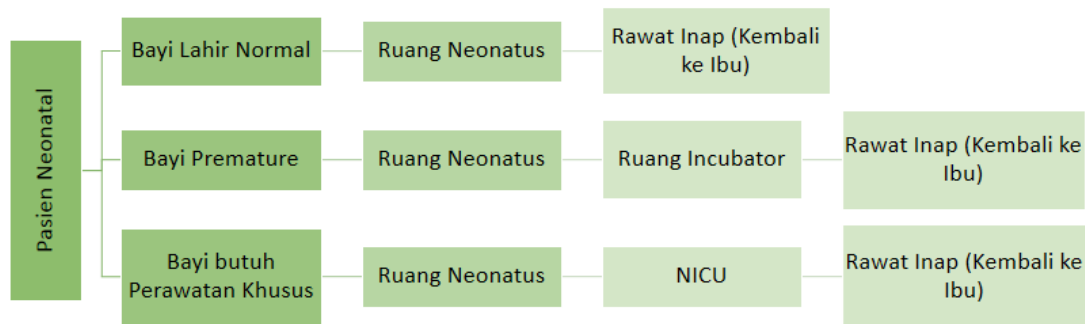 Pasien Neonatal
Bayi Lahir Normal
Ruang Neonatus
Rawat Inap (Kembali
ke Ibu)
Bayi Premature
Ruang Neonatus
Ruang Incubator
Rawat Inap (Kembali ke
Ibu)
Bayi butuh
Perawatan Khusus
Ruang Neonatus
NICU
Rawat Inap (Kembali ke
Ibu)